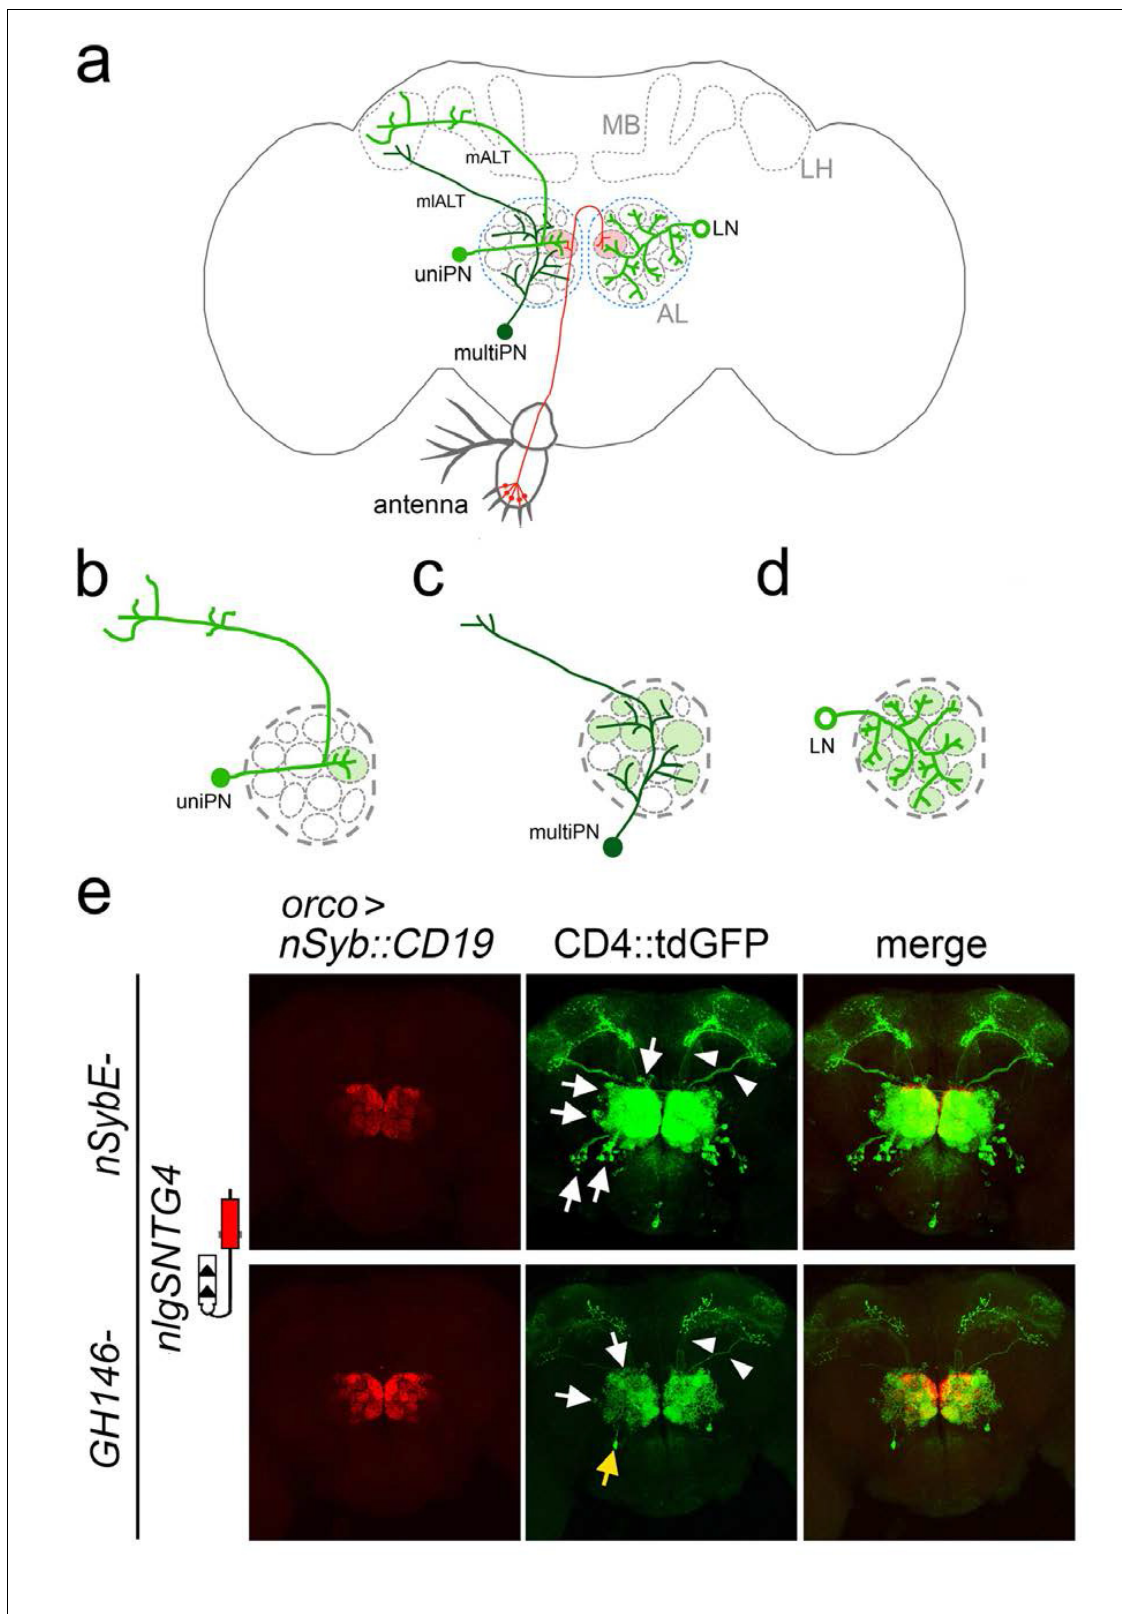 a
MB
LH
mALT
mlALT
LN
uniPN
AL
multiPN
antenna
b
c
d
uniPN
multiPN
LN
e
orco >
nSyb::CD19
CD4::tdGFP
merge
nSybE-
nlgSNTG4
GH146-